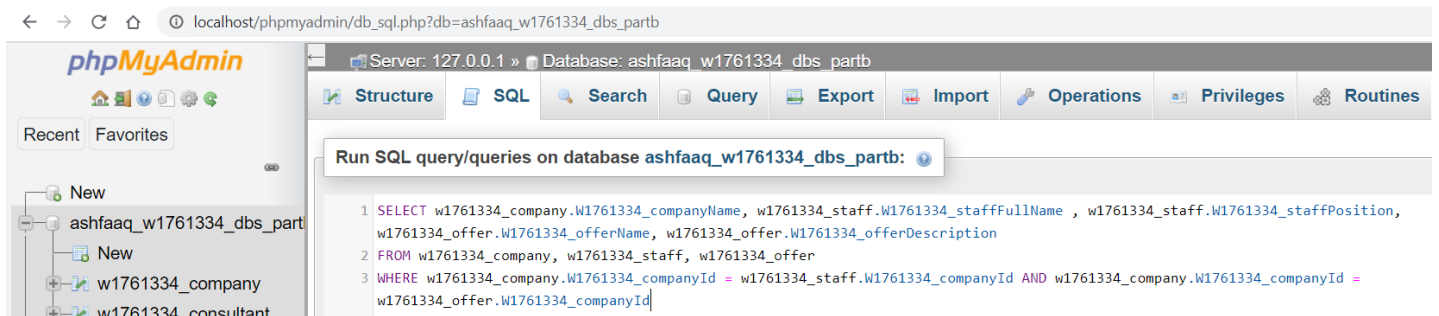 localhost/phpmyadmin/db_sql.php?db=ashfaaq_w1761334_dbs_partb
phpMyAdmin
Recent Favorites
New
ashfaaq_w1761334_dbs_part
New
w1761334_company
w1761334_consultant
Server: 127.0.0.1 » Database: ashfaaq_w1761334_dbs_partb
Structure SQL Search Query Export Import Operations Privileges Routines
Run SQL query/queries on database ashfaaq_w1761334_dbs_partb:
1 SELECT w1761334_company.W1761334_companyName, w1761334_staff.W1761334_staffFullName , w1761334_staff.W1761334_staffPosition,
w1761334_offer.W1761334_offerName, w1761334_offer.W1761334_offerDescription
2 FROM w1761334_company, w1761334_staff, w1761334_offer
3 WHERE w1761334_company.W1761334_companyId = w1761334_staff.W1761334_companyId AND w1761334_company.W1761334_companyId =
w1761334_offer.W1761334_companyId